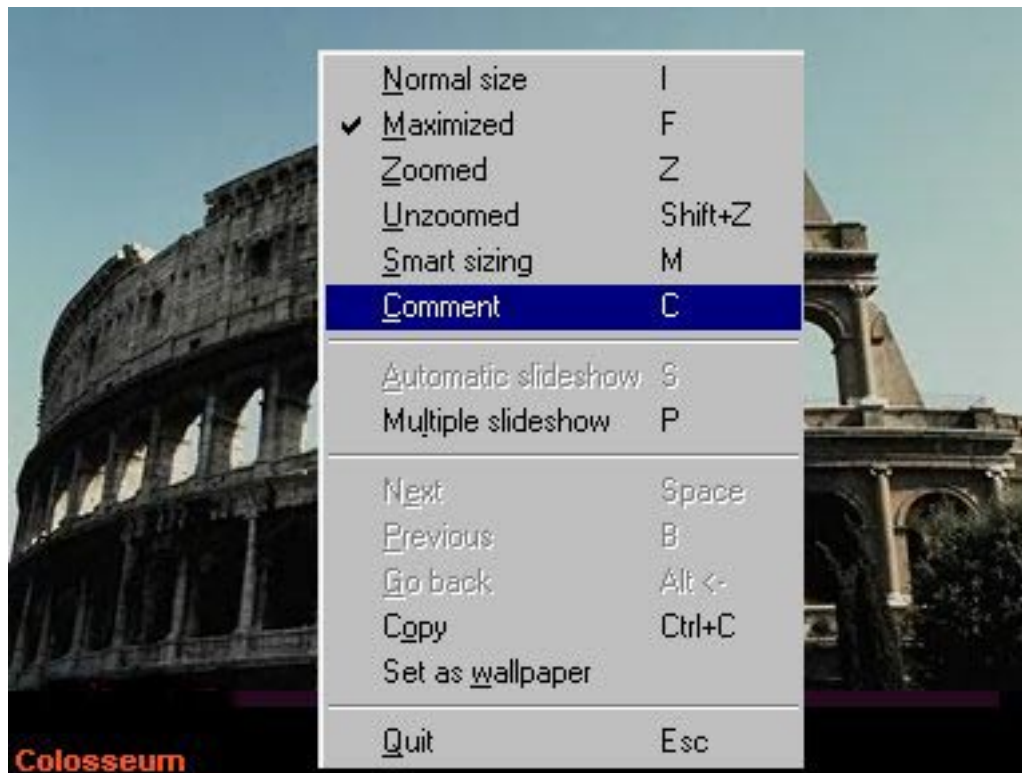 Normal size I
Maximized F
Zoomed Z
Unzoomed Shift+Z
Smart sizing M
Comment C
Automatic slideshow S
Multiple slideshow P
Next Space
Previous B
Go back Alt <-
Copy Ctrl+C
Set as wallpaper
Quit Esc
Colosseum